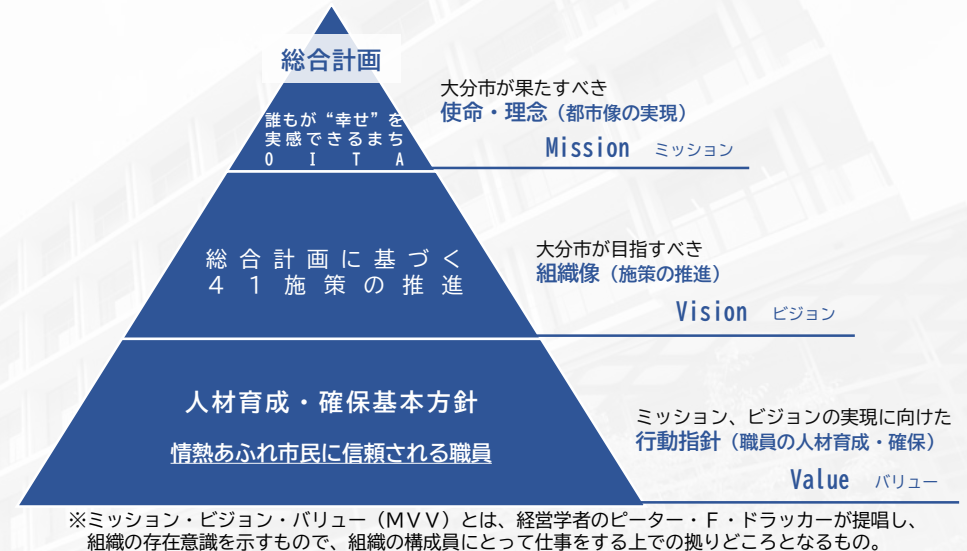 総合計画
誰もが“幸せ”を
実感できるまち
OITA
大分市が果たすべき
使命・理念（都市像の実現）
Mission ミッション
総合計画に基づく
４１施策の推進
大分市が目指すべき
組織像（施策の推進）
Vision ビジョン
人材育成・確保基本方針
情熱あふれ市民に信頼される職員
ミッション、ビジョンの実現に向けた
行動指針（職員の人材育成・確保）
Value バリュー
※ミッション・ビジョン・バリュー（ＭＶＶ）とは、経営学者のピーター・Ｆ・ドラッカーが提唱し、
組織の存在意識を示すもので、組織の構成員にとって仕事をする上での拠りどころとなるもの。